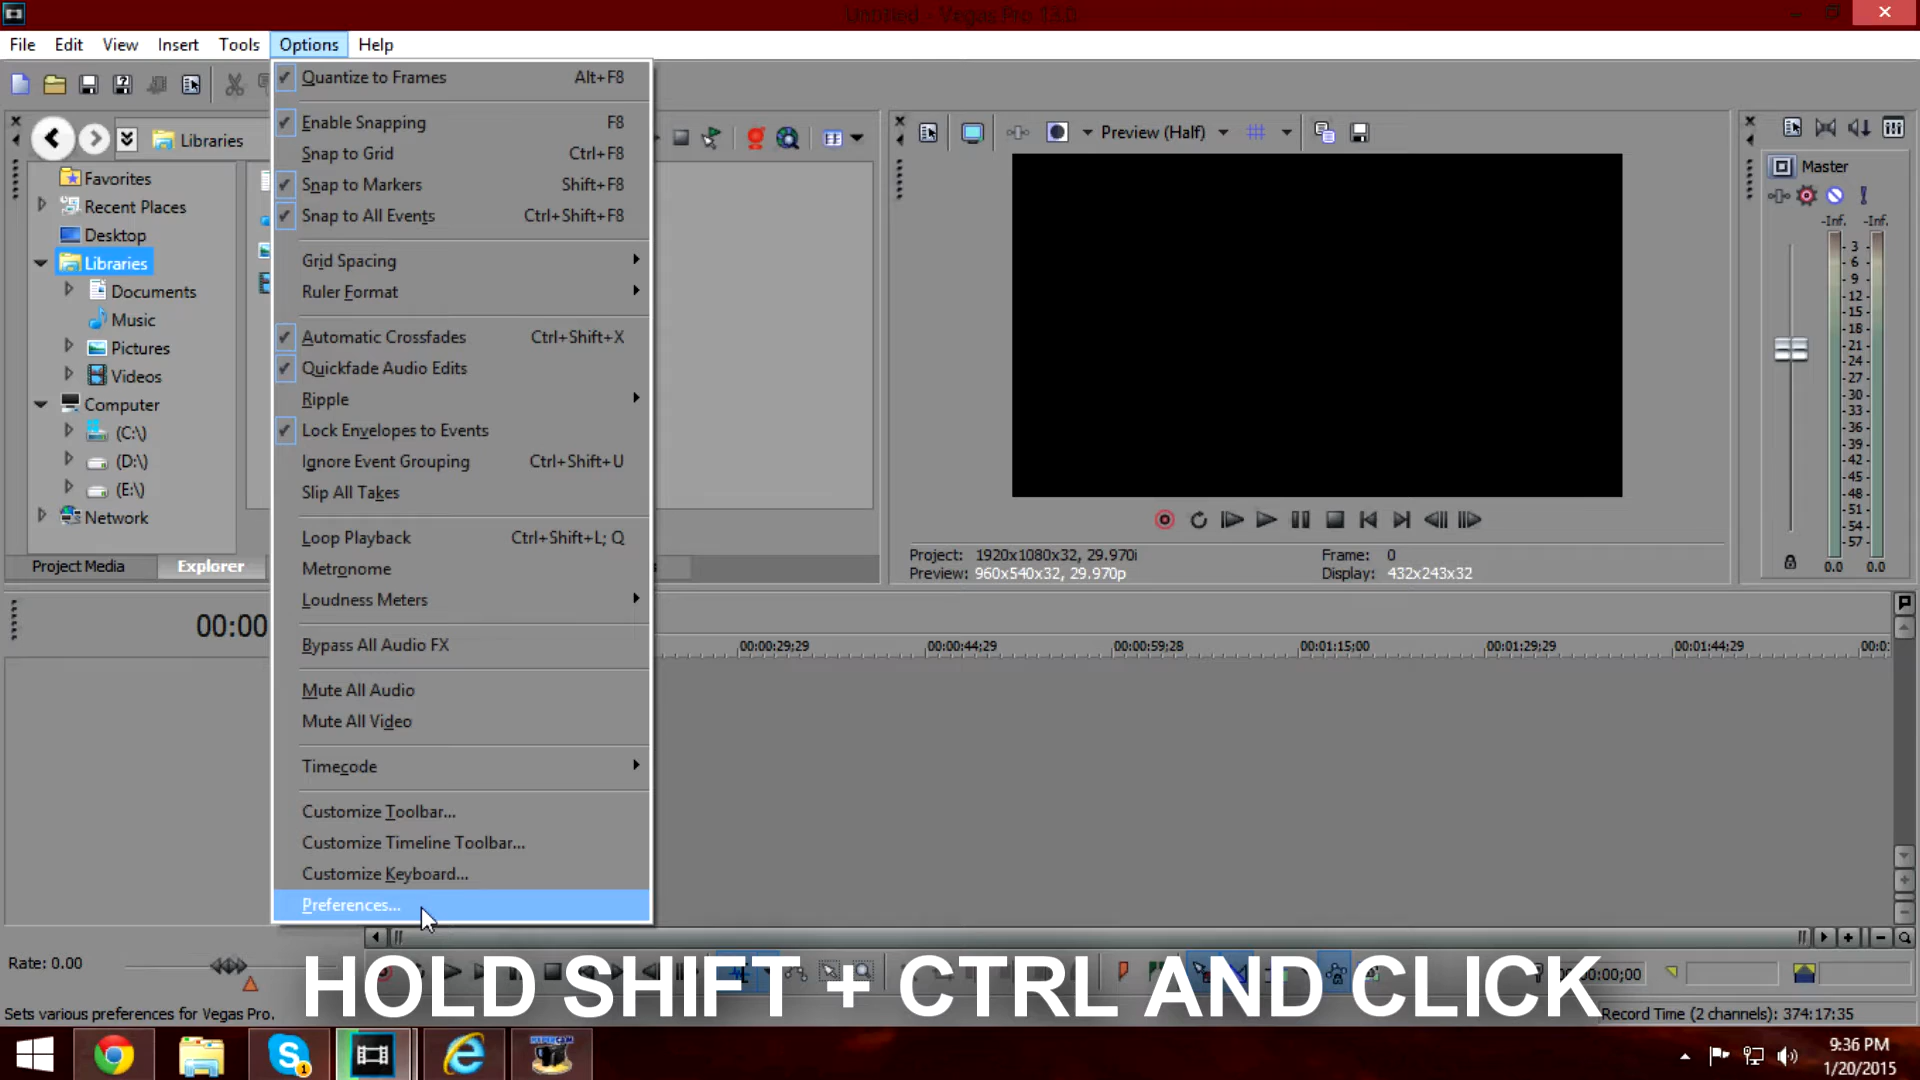 Untitled - Vegas Pro 13.0
File Edit View Insert Tools Options Help
Quantize to Frames Alt+F8
Enable Snapping F8
Snap to Grid Ctrl+F8
Snap to Markers Shift+F8
Snap to All Events Ctrl+Shift+F8
Grid Spacing
Ruler Format
Automatic Crossfades Ctrl+Shift+X
Quickfade Audio Edits
Ripple
Lock Envelopes to Events
Ignore Event Grouping Ctrl+Shift+U
Slip All Takes
Loop Playback Ctrl+Shift+L; Q
Metronome
Loudness Meters
Bypass All Audio FX
Mute All Audio
Mute All Video
Timecode
Customize Toolbar...
Customize Timeline Toolbar...
Customize Keyboard...
Preferences...
Libraries
Favorites
Recent Places
Desktop
Libraries
Documents
Music
Pictures
Videos
Computer
(C:\)
(D:\)
(E:\)
Network
Project Media Explorer
Preview (Half)
Project: 1920x1080x32, 29.970i
Preview: 960x540x32, 29.970p
Frame: 0
Display: 432x243x32
Master
-Inf. -Inf.
3
6
9
12
15
18
21
24
27
30
33
36
39
42
45
48
51
54
57
0.0 0.0
00:00
00:00:29;29 00:00:44;29 00:00:59;28 00:01:15;00 00:01:29;29 00:01:44;29 00:0
Rate: 0.00
HOLD SHIFT + CTRL AND CLICK
00:00;00
Sets various preferences for Vegas Pro.
Record Time (2 channels): 374:17:35
1
HYPERCAM
9:36 PM
1/20/2015